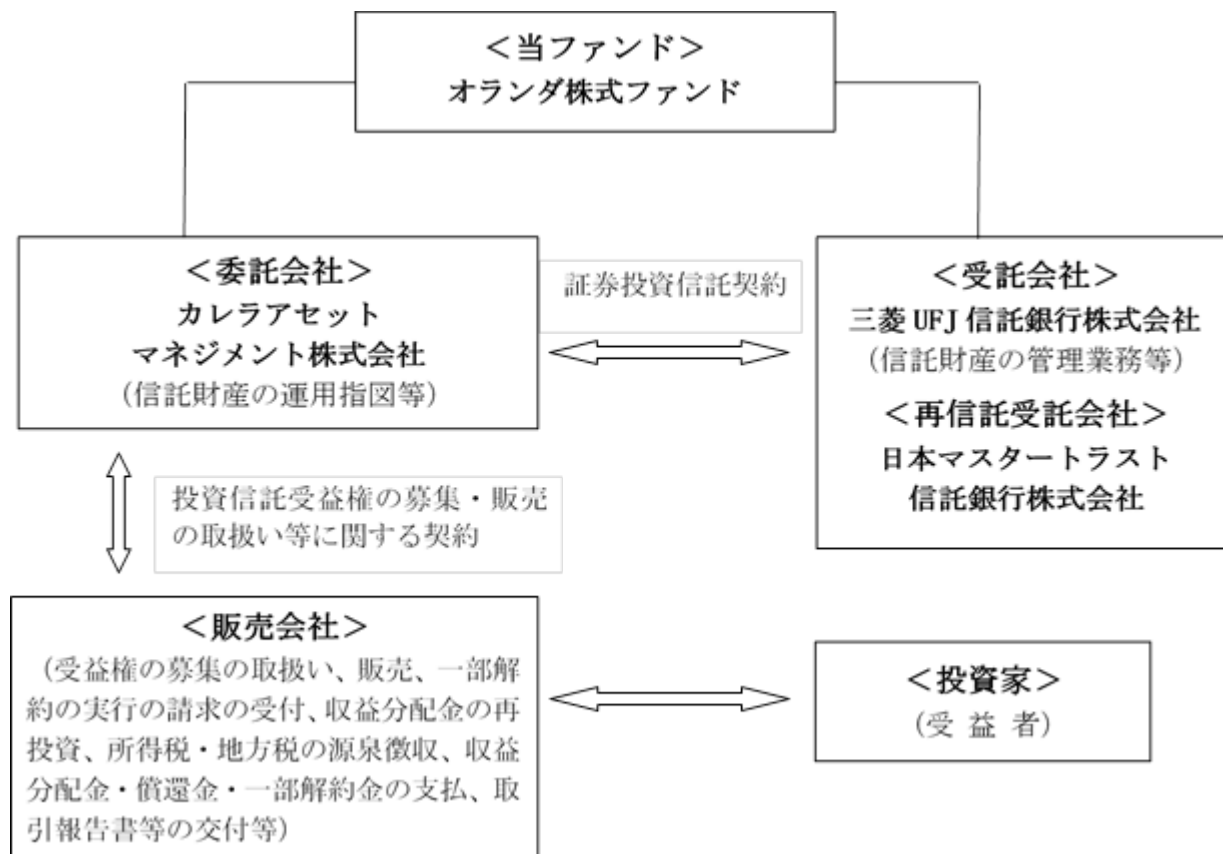 ＜当ファンド＞
オランダ株式ファンド
＜委託会社＞
カレラアセット
マネジメント株式会社
（信託財産の運用指図等）
証券投資信託契約
＜受託会社＞
三菱 UFJ 信託銀行株式会社
（信託財産の管理業務等）
＜再信託受託会社＞
日本マスタートラスト
信託銀行株式会社
投資信託受益権の募集・販売
の取扱い等に関する契約
＜販売会社＞
（受益権の募集の取扱い、販売、一部解
約の実行の請求の受付、収益分配金の再
投資、所得税・地方税の源泉徴収、収益
分配金・償還金・一部解約金の支払、取
引報告書等の交付等）
＜投資家＞
（受 益 者）